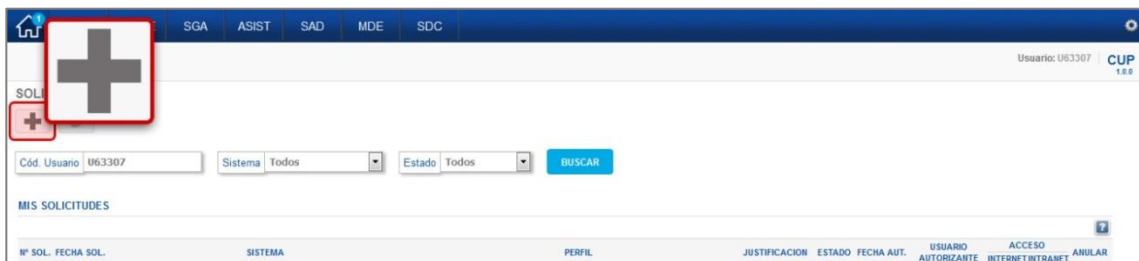 1
SGA ASIST SAD MDE SDC
Usuario: U63307 CUP
1.0.0
SOLI
Cód. Usuario U63307 Sistema Todos Estado Todos BUSCAR
MIS SOLICITUDES
?
Nº SOL. FECHA SOL. SISTEMA PERFIL JUSTIFICACION ESTADO FECHA AUT. USUARIO AUTORIZANTE ACCESO INTERNET INTRANET ANULAR